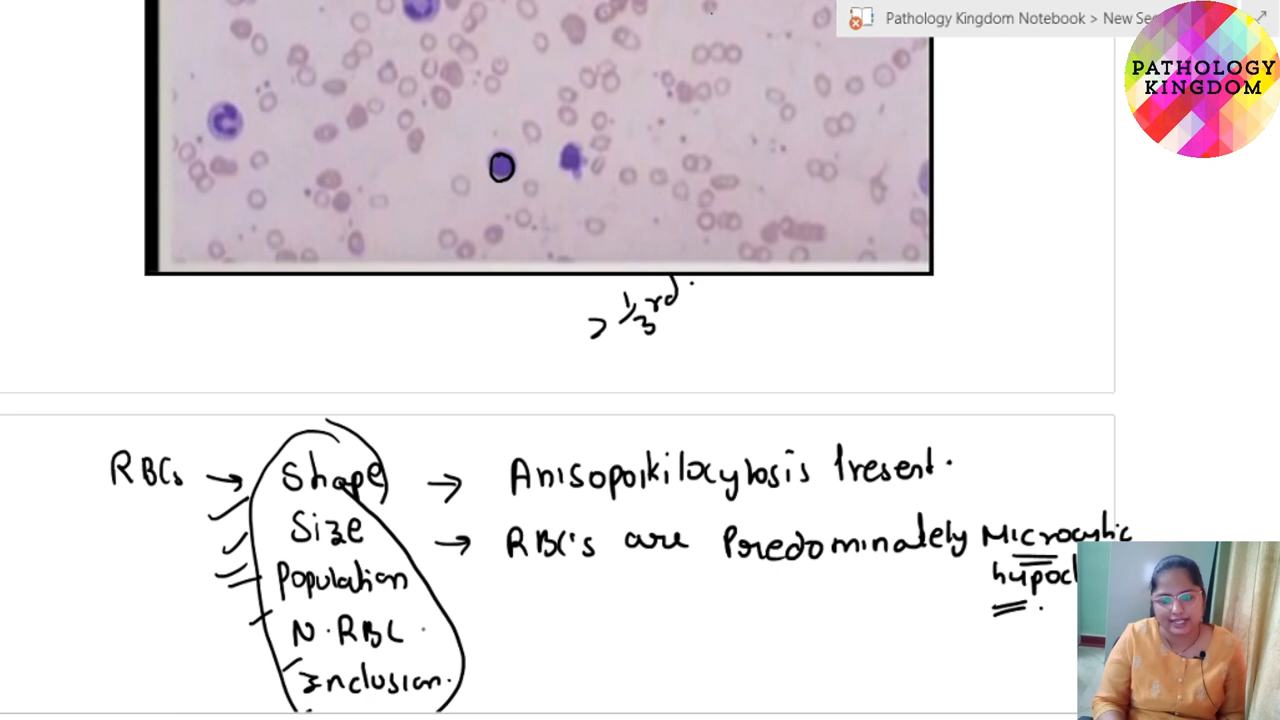 Pathology Kingdom Notebook > New Se
PATHOLOGY
KINGDOM
> 1/3rd.
RBCs → Shape → Anisopoikilocytosis Present.
Size → RBC's are Predominately Microcytic
hypoc
Population
N.RBC
Inclusion.